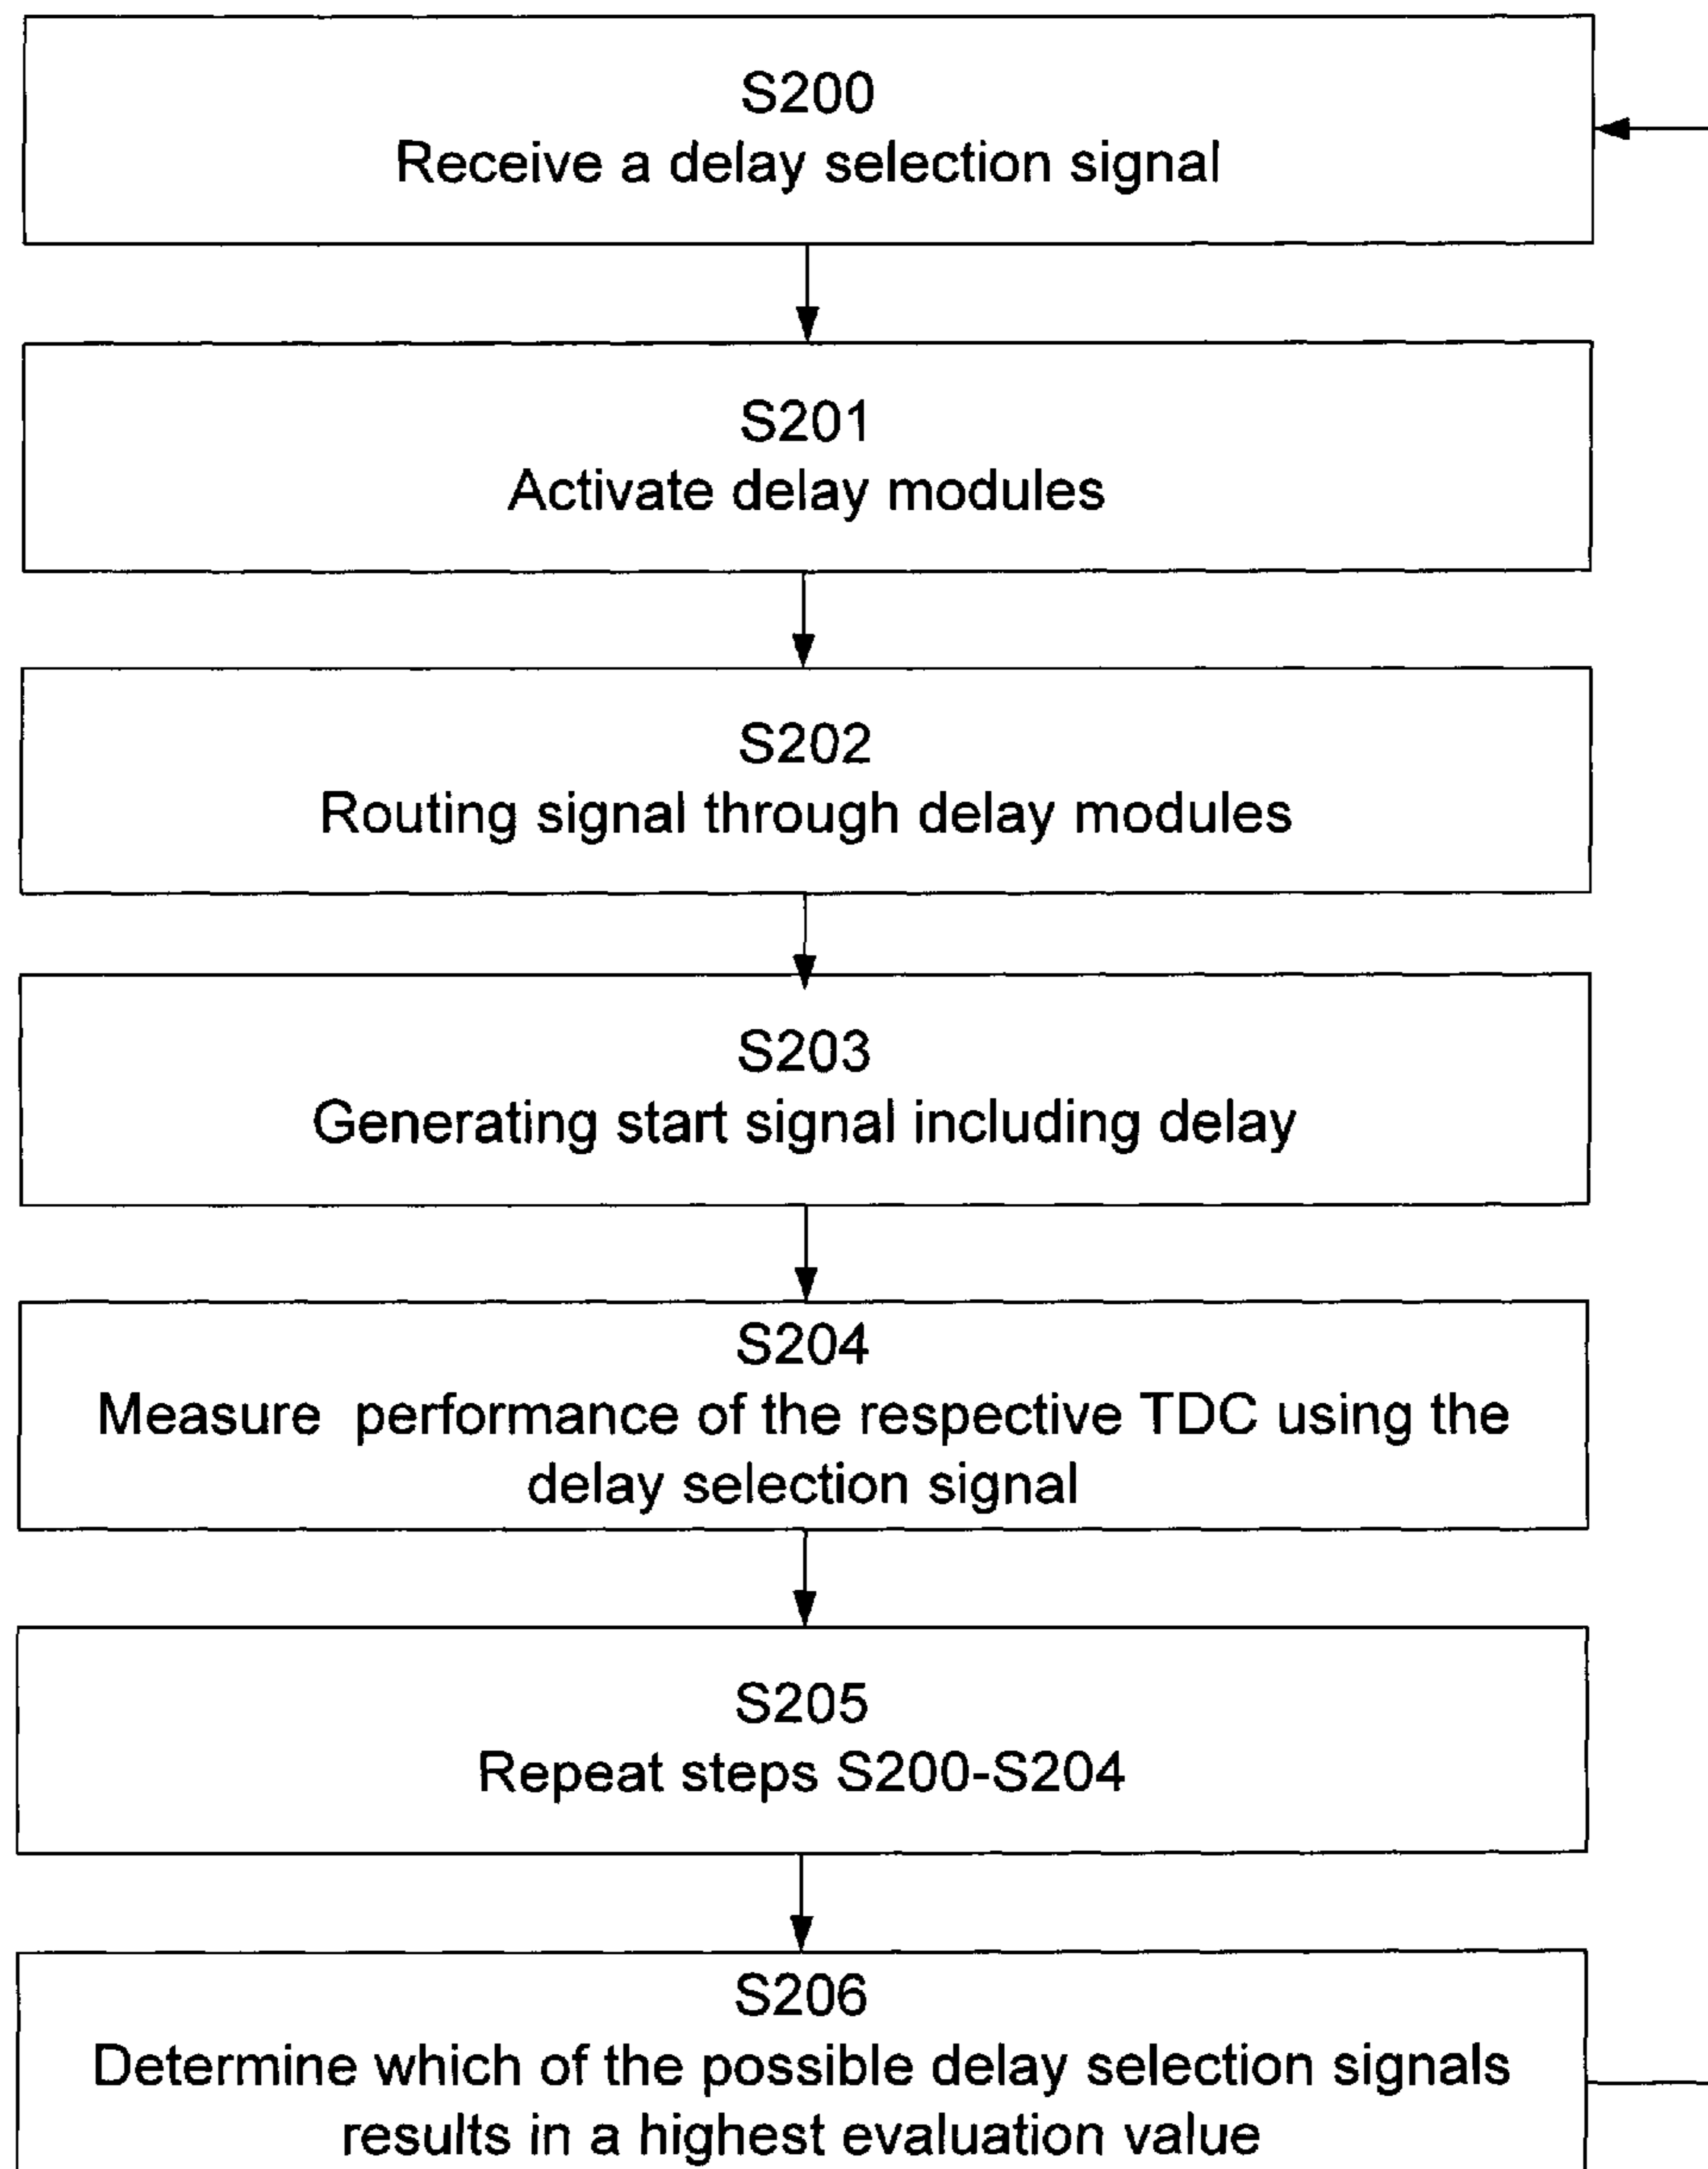 S200
Receive a delay selection signal
S201
Activate delay modules
S202
Routing signal through delay modules
S203
Generating start signal including delay
S204
Measure performance of the respective TDC using the
delay selection signal
S205
Repeat steps S200-S204
S206
Determine which of the possible delay selection signals
results in a highest evaluation value